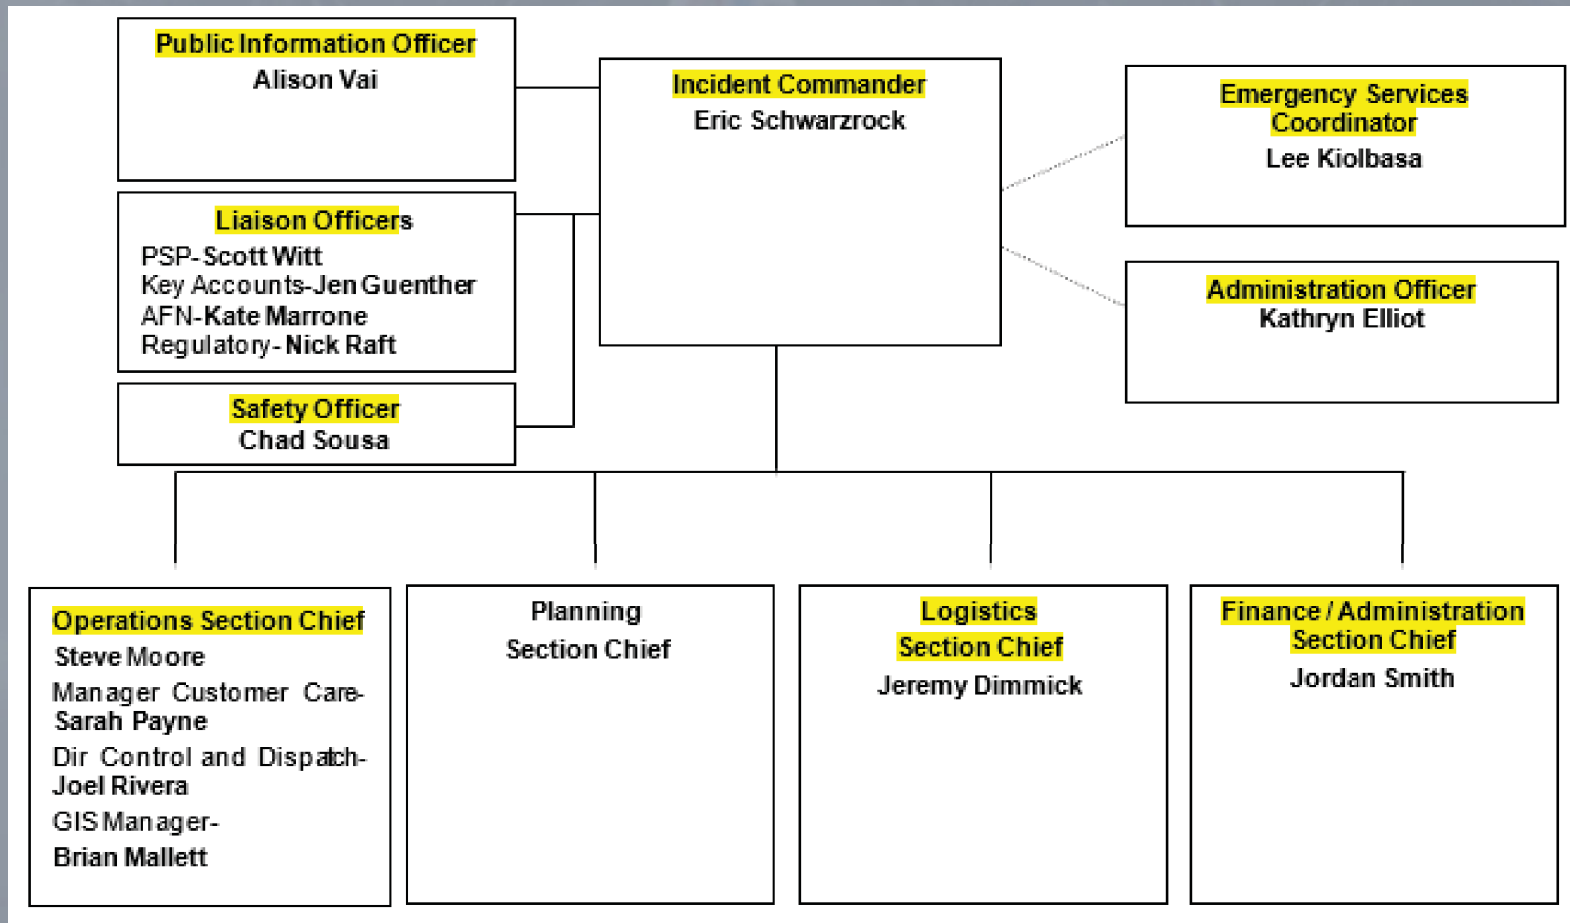 Public Information Officer
Alison Vai
Incident Commander
Eric Schwarzrock
Emergency Services
Coordinator
Lee Kiolbasa
Liaison Officers
PSP-Scott Witt
Key Accounts-Jen Guenther
AFN-Kate Marrone
Regulatory- Nick Raft
Administration Officer
Kathryn Elliot
Safety Officer
Chad Sousa
Operations Section Chief
Steve Moore
Manager Customer Care-
Sarah Payne
Dir Control and Dispatch-
Joel Rivera
GIS Manager-
Brian Mallett
Planning
Section Chief
Logistics
Section Chief
Jeremy Dimmick
Finance / Administration
Section Chief
Jordan Smith